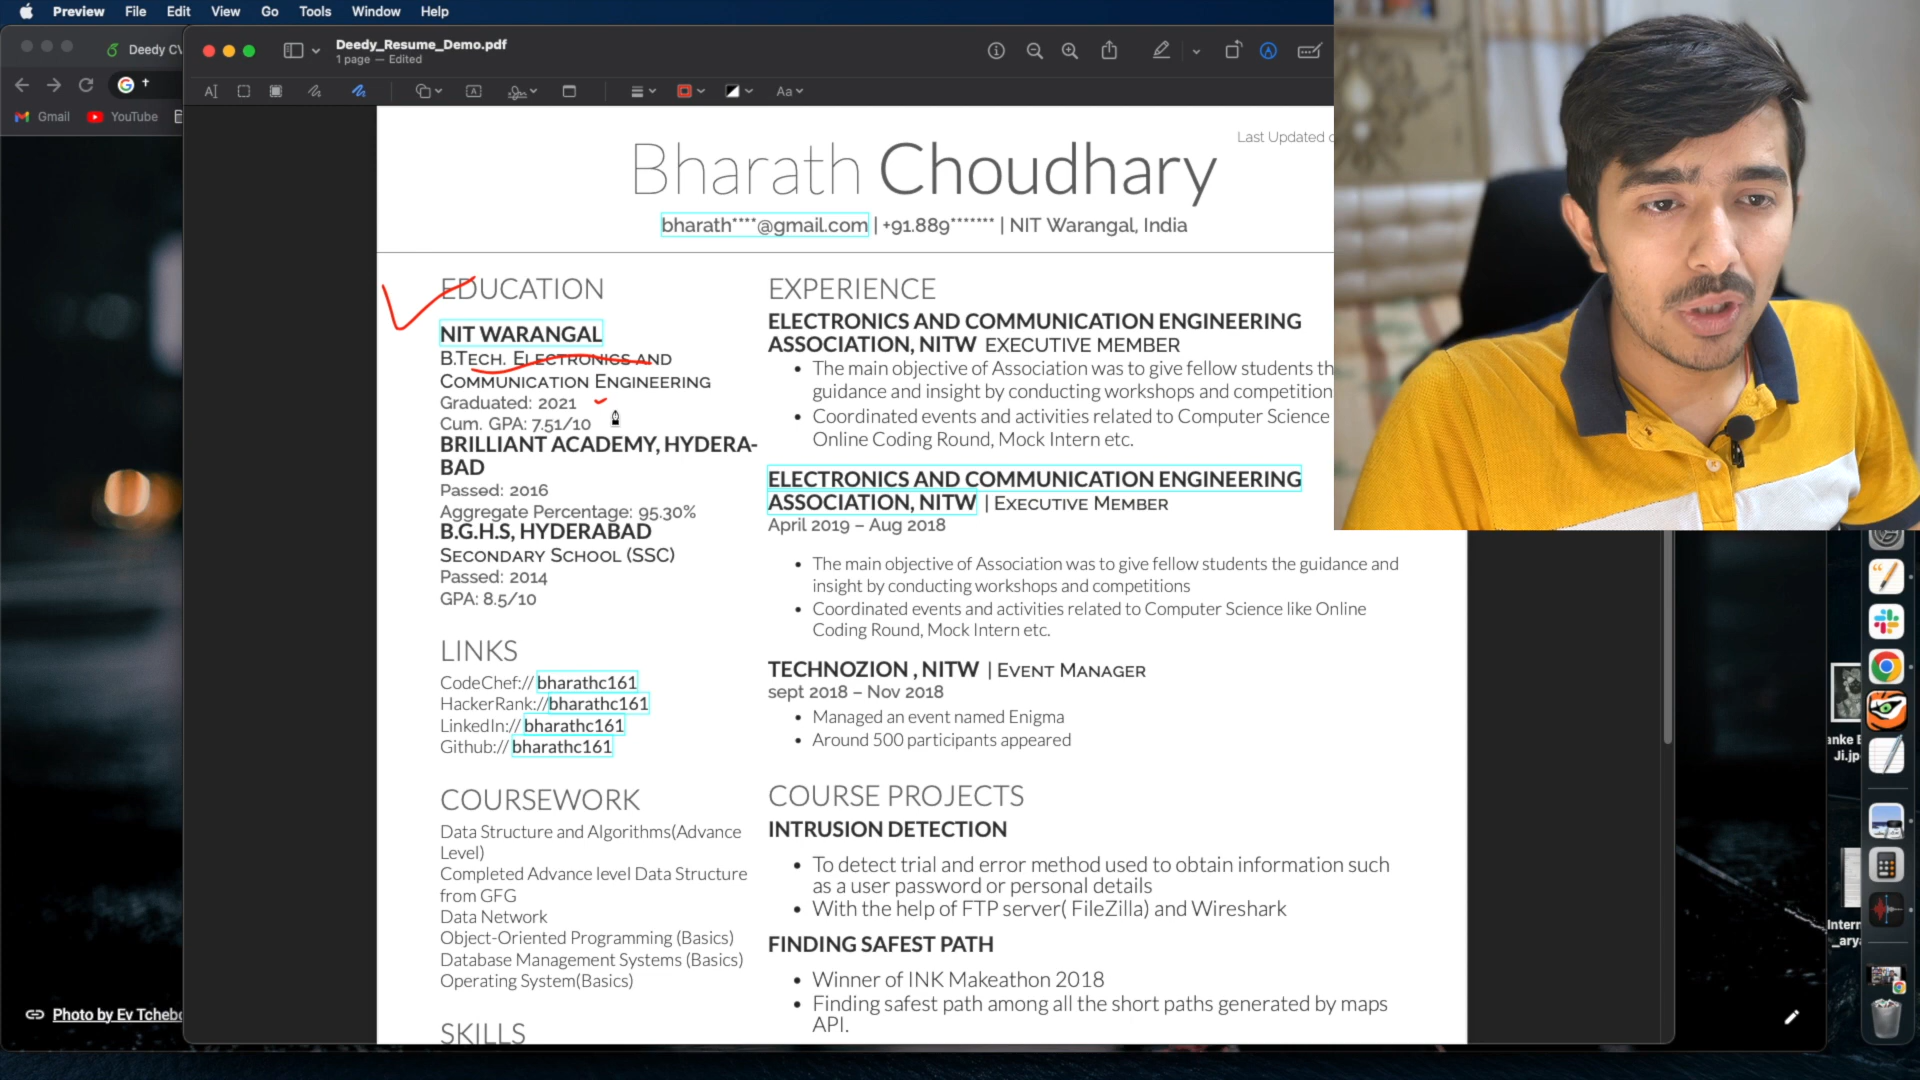 Preview File Edit View Go Tools Window Help
Deedy CV
Deedy_Resume_Demo.pdf
1 page — Edited
Gmail YouTube
Aa
Last Updated
Bharath Choudhary
bharath****@gmail.com | +91.889******* | NIT Warangal, India
EDUCATION
NIT WARANGAL
B.TECH. ELECTRONICS AND
COMMUNICATION ENGINEERING
Graduated: 2021
Cum. GPA: 7.51/10
BRILLIANT ACADEMY, HYDERA-
BAD
Passed: 2016
Aggregate Percentage: 95.30%
B.G.H.S, HYDERABAD
SECONDARY SCHOOL (SSC)
Passed: 2014
GPA: 8.5/10
LINKS
CodeChef:// bharathc161
HackerRank://bharathc161
LinkedIn:// bharathc161
Github:// bharathc161
COURSEWORK
Data Structure and Algorithms(Advance
Level)
Completed Advance level Data Structure
from GFG
Data Network
Object-Oriented Programming (Basics)
Database Management Systems (Basics)
Operating System(Basics)
SKILLS
EXPERIENCE
ELECTRONICS AND COMMUNICATION ENGINEERING
ASSOCIATION, NITW EXECUTIVE MEMBER
• The main objective of Association was to give fellow students th
guidance and insight by conducting workshops and competition
• Coordinated events and activities related to Computer Science
Online Coding Round, Mock Intern etc.
ELECTRONICS AND COMMUNICATION ENGINEERING
ASSOCIATION, NITW | EXECUTIVE MEMBER
April 2019 – Aug 2018
• The main objective of Association was to give fellow students the guidance and
insight by conducting workshops and competitions
• Coordinated events and activities related to Computer Science like Online
Coding Round, Mock Intern etc.
TECHNOZION , NITW | EVENT MANAGER
sept 2018 – Nov 2018
• Managed an event named Enigma
• Around 500 participants appeared
COURSE PROJECTS
INTRUSION DETECTION
• To detect trial and error method used to obtain information such
as a user password or personal details
• With the help of FTP server( FileZilla) and Wireshark
FINDING SAFEST PATH
• Winner of INK Makeathon 2018
• Finding safest path among all the short paths generated by maps
API.
Photo by Ev Tchebo
anke B
Ji.jp
Intern
_ary